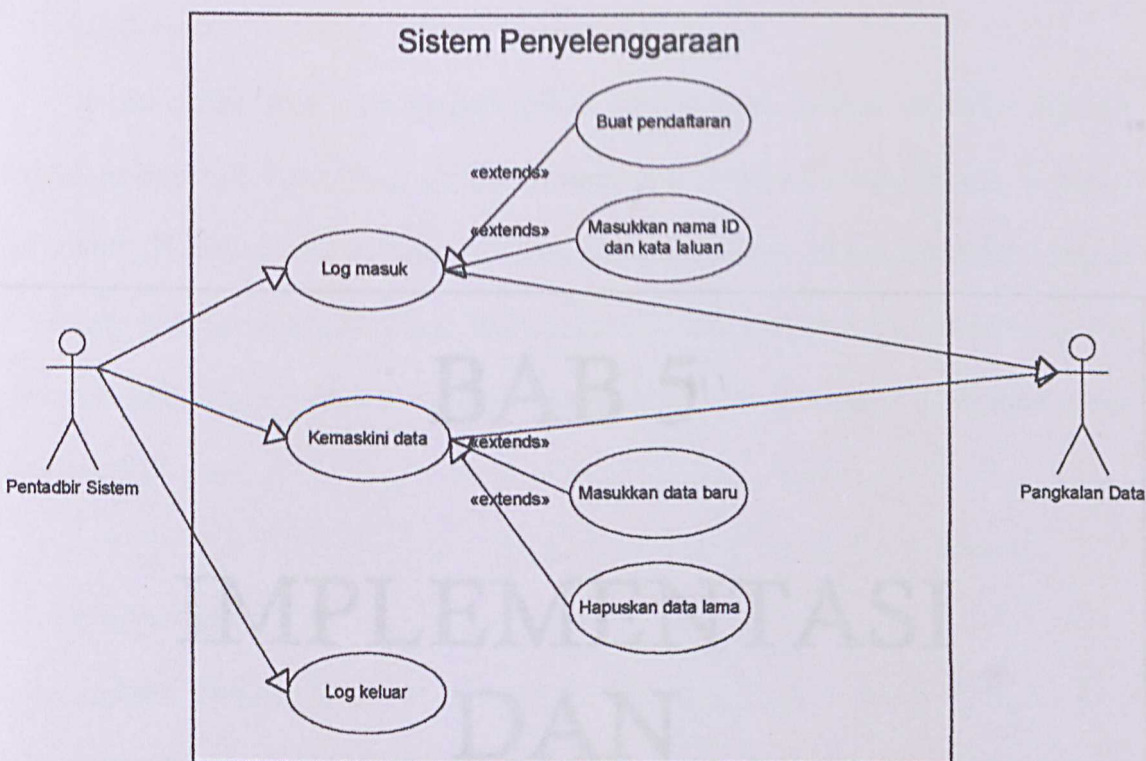 Sistem Penyelenggaraan
Buat pendaftaran
«extends»
«extends»
Masukkan nama ID
dan kata laluan
Log masuk
BAB 5
Kemaskini data
«extends»
Pentadbir Sistem
Masukkan data baru
Pangkalan Data
«extends»
IMPLEMENTASI
Hapuskan data lama
Log keluar
DAN